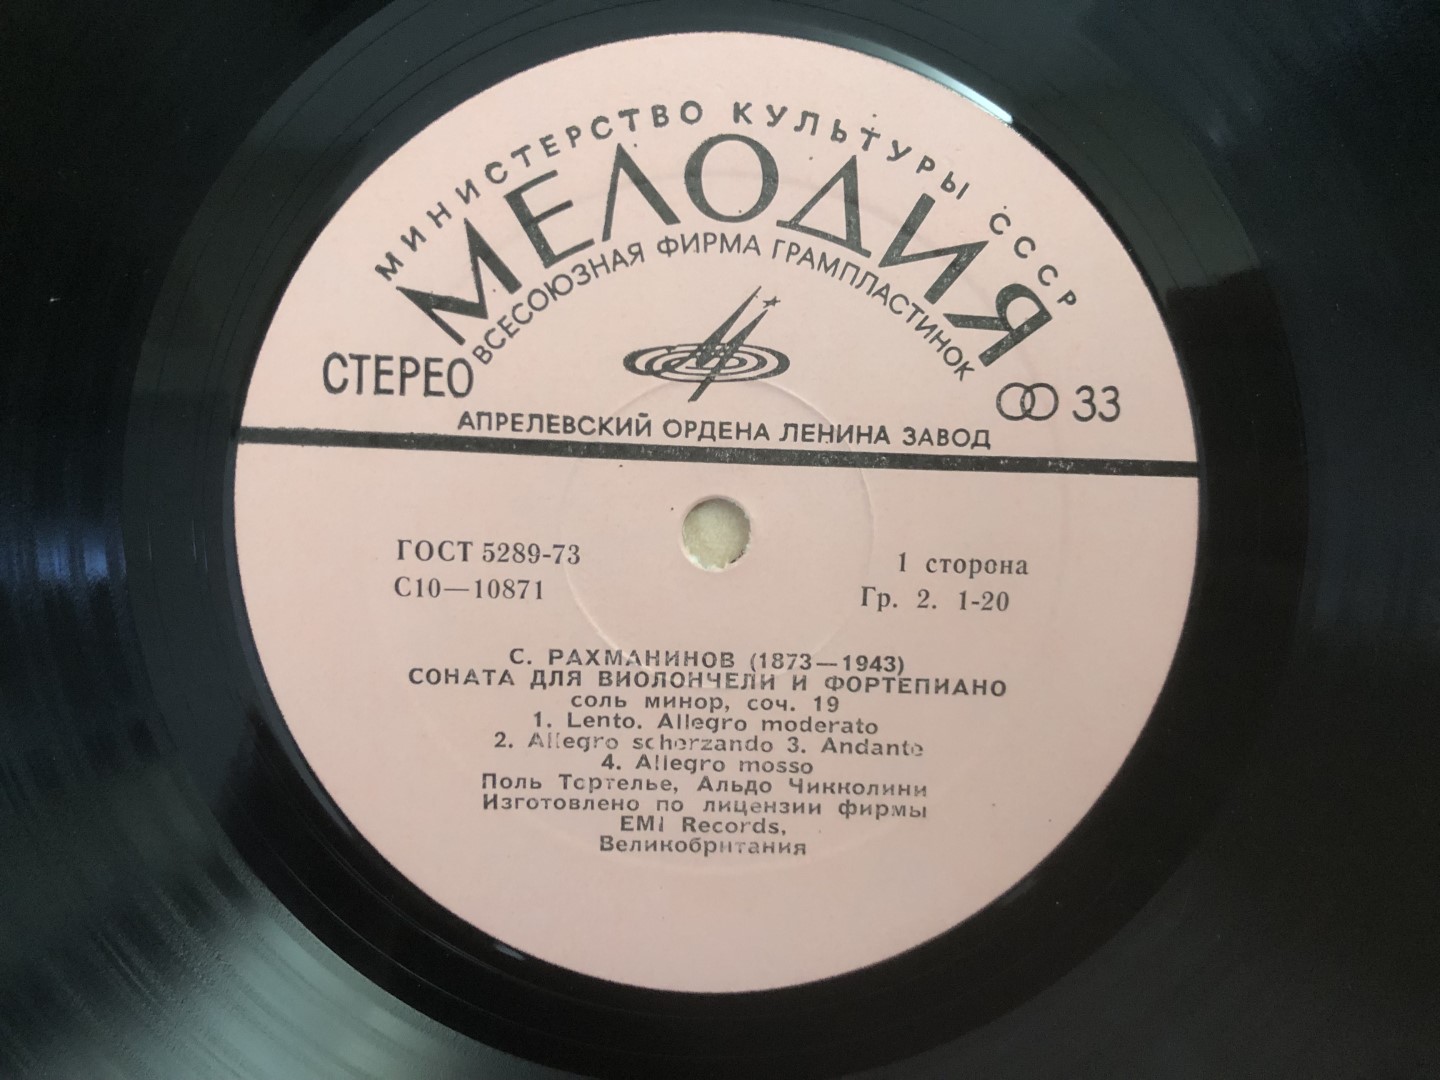 МИНИСТЕРСТВО КУЛЬТУРЫ СССР
МЕЛОДИЯ
ВСЕСОЮЗНАЯ ФИРМА ГРАМПЛАСТИНОК
СТЕРЕО
33
АПРЕЛЕВСКИЙ ОРДЕНА ЛЕНИНА ЗАВОД
ГОСТ 5289-73
С10—10871
1 сторона
Гр. 2. 1-20
С. РАХМАНИНОВ (1873—1943)
СОНАТА ДЛЯ ВИОЛОНЧЕЛИ И ФОРТЕПИАНО
соль минор, соч. 19
1. Lento. Allegro moderato
2. Allegro scherzando 3. Andante
4. Allegro mosso
Поль Тортелье, Альдо Чикколини
Изготовлено по лицензии фирмы
EMI Records,
Великобритания